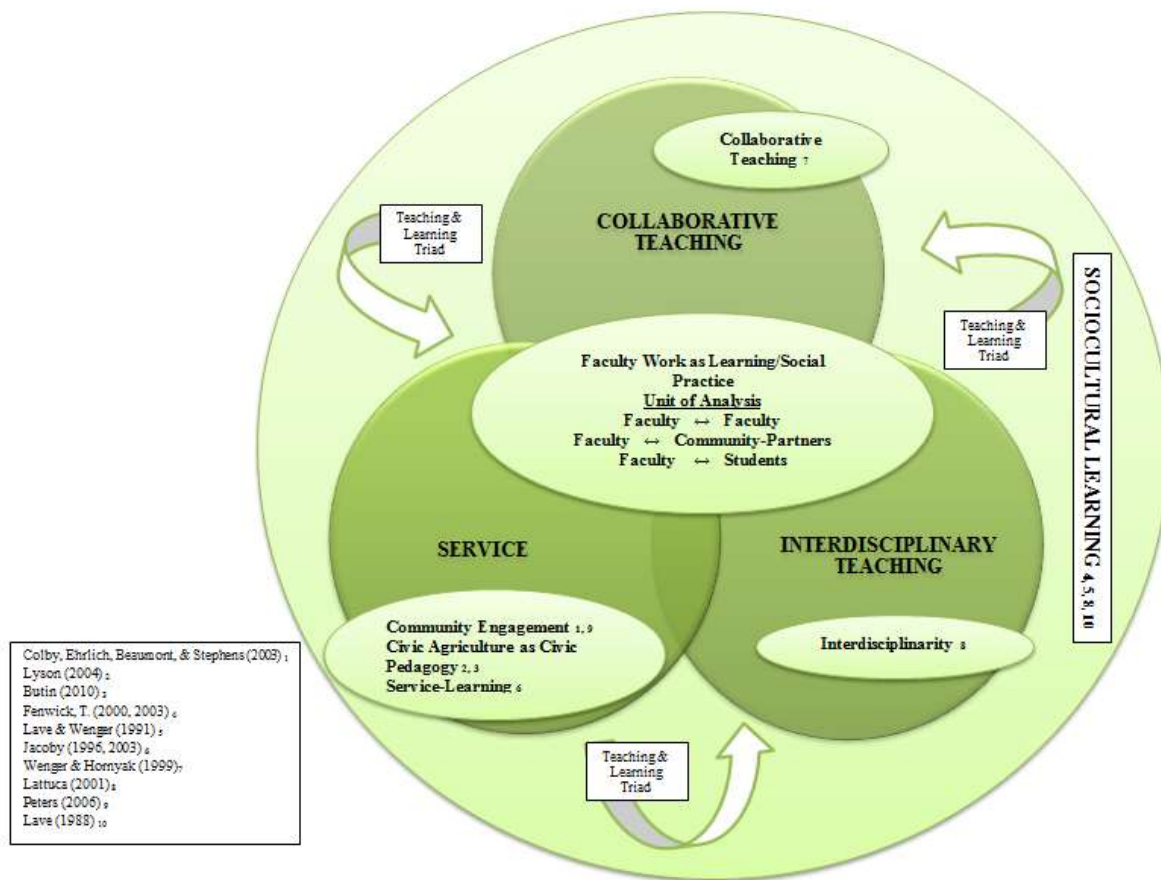 Collaborative
Teaching 7
COLLABORATIVE
TEACHING
Teaching &
Learning
Triad
Teaching &
Learning
Triad
SOCIOCULTURAL LEARNING 4, 5, 8, 10
Faculty Work as Learning/Social
Practice
Unit of Analysis
Faculty ↔ Faculty
Faculty ↔ Community-Partners
Faculty ↔ Students
SERVICE
INTERDISCIPLINARY
TEACHING
Community Engagement 1, 9
Civic Agriculture as Civic
Pedagogy 2, 3
Service-Learning 6
Interdisciplinarity 8
Teaching &
Learning
Triad
Colby, Ehrlich, Beaumont, & Stephens (2003) 1
Lyson (2004) 2
Butin (2010) 3
Fenwick, T. (2000, 2003) 4
Lave & Wenger (1991) 5
Jacoby (1996, 2003) 6
Wenger & Hornyak (1999) 7
Lattuca (2001) 8
Peters (2006) 9
Lave (1988) 10